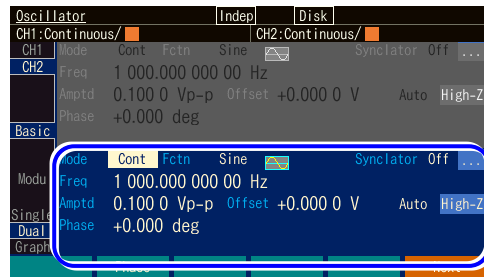 Oscillator Indep Disk
CH1:Continuous/ CH2:Continuous/
CH1 Mode Cont Fctn Sine Synclator Off ...
CH2 Freq 1 000.000 000 00 Hz
Amptd 0.100 0 Vp-p Offset +0.000 0 V Auto High-Z
Phase +0.000 deg
Basic
Mode Cont Fctn Sine Synclator Off ...
Modu Freq 1 000.000 000 00 Hz
Amptd 0.100 0 Vp-p Offset +0.000 0 V Auto High-Z
Single
Dual Phase +0.000 deg
Graph